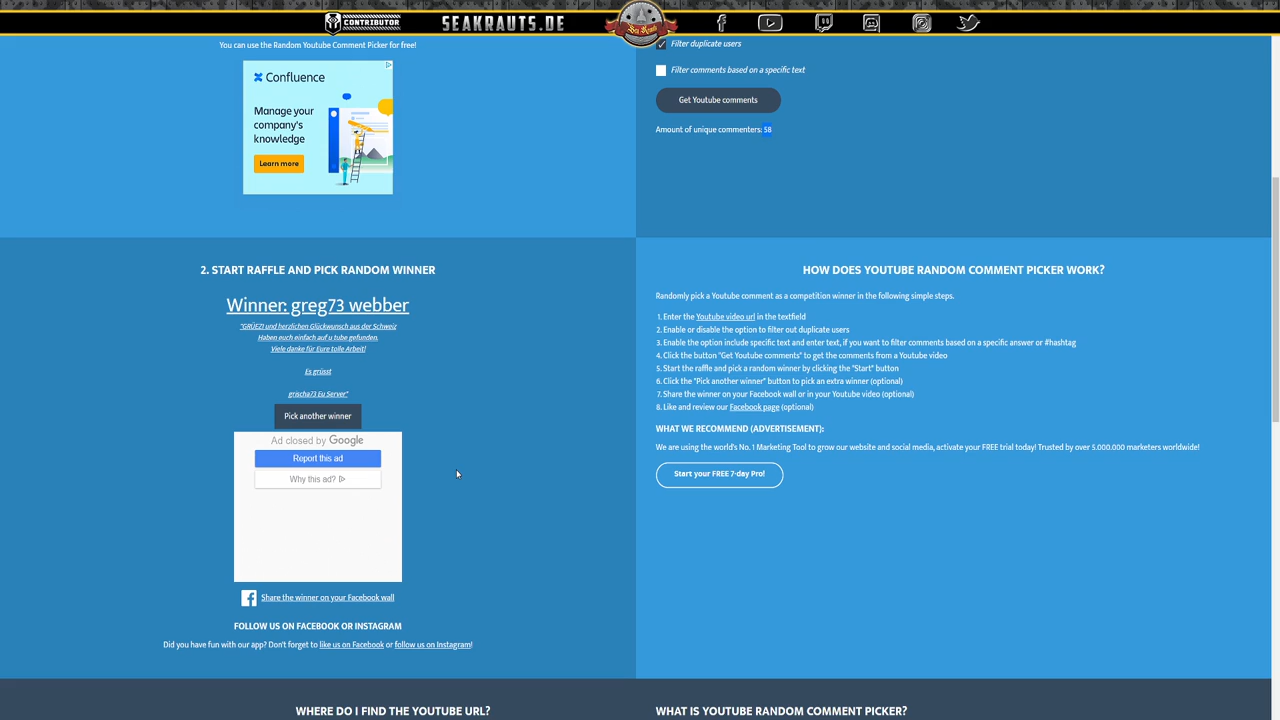 CONTRIBUTOR
SEAKRAUTS.DE
You can use the Random Youtube Comment Picker for free!
Confluence
Manage your
company's
knowledge
Learn more
Filter duplicate users
Filter comments based on a specific text
Get Youtube comments
Amount of unique commenters: 58
2. START RAFFLE AND PICK RANDOM WINNER
Winner: greg73 webber
"GRÜEZI und herzlichen Glückwunsch aus der Schweiz
Haben euch einfach auf u tube gefunden.
Viele danke für Eure tolle Arbeit!
Es grüsst
grischa73 Eu Server"
Pick another winner
Ad closed by Google
Report this ad
Why this ad?
Share the winner on your Facebook wall
FOLLOW US ON FACEBOOK OR INSTAGRAM
Did you have fun with our app? Don't forget to like us on Facebook or follow us on Instagram!
HOW DOES YOUTUBE RANDOM COMMENT PICKER WORK?
Randomly pick a Youtube comment as a competition winner in the following simple steps.
1. Enter the Youtube video url in the textfield
2. Enable or disable the option to filter out duplicate users
3. Enable the option include specific text and enter text, if you want to filter comments based on a specific answer or #hashtag
4. Click the button "Get Youtube comments" to get the comments from a Youtube video
5. Start the raffle and pick a random winner by clicking the "Start" button
6. Click the "Pick another winner" button to pick an extra winner (optional)
7. Share the winner on your Facebook wall or in your Youtube video (optional)
8. Like and review our Facebook page (optional)
WHAT WE RECOMMEND (ADVERTISEMENT):
We are using the world's No. 1 Marketing Tool to grow our website and social media, activate your FREE trial today! Trusted by over 5.000.000 marketers worldwide!
Start your FREE 7-day Pro!
WHERE DO I FIND THE YOUTUBE URL?
WHAT IS YOUTUBE RANDOM COMMENT PICKER?